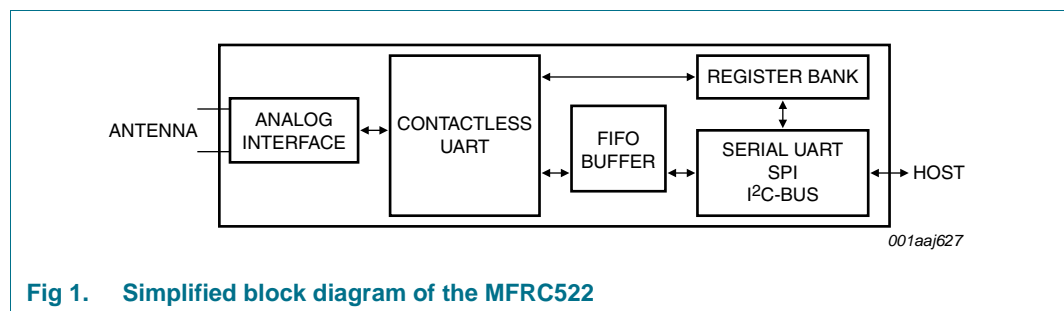 ANTENNA
ANALOG
INTERFACE
CONTACTLESS
UART
FIFO
BUFFER
REGISTER BANK
SERIAL UART
SPI
I²C-BUS
HOST
001aaj627
Fig 1. Simplified block diagram of the MFRC522